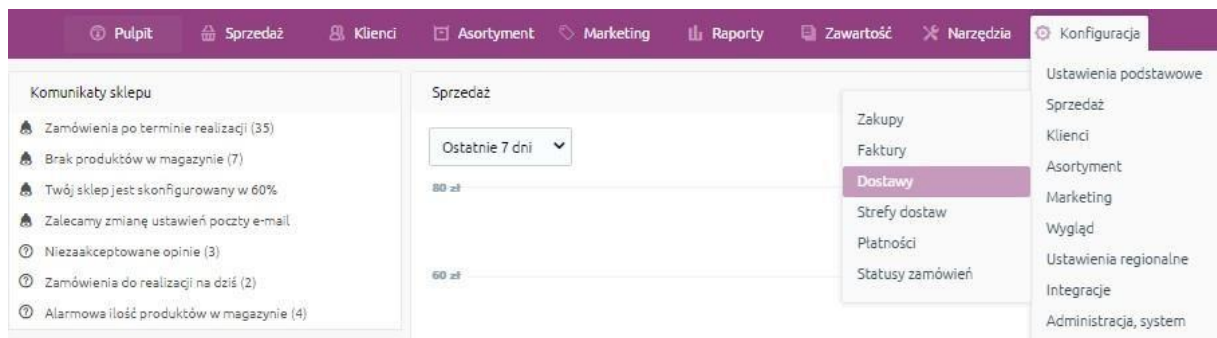 Pulpit Sprzedaż Klienci Asortyment Marketing Raporty Zawartość Narzędzia Konfiguracja
Komunikaty sklepu
Zamówienia po terminie realizacji (35)
Brak produktów w magazynie (7)
Twój sklep jest skonfigurowany w 60%
Zalecamy zmianę ustawień poczty e-mail
Niezaakceptowane opinie (3)
Zamówienia do realizacji na dziś (2)
Alarmowa ilość produktów w magazynie (4)
Sprzedaż
Ostatnie 7 dni
80 zł
60 zł
Zakupy
Faktury
Dostawy
Strefy dostaw
Płatności
Statusy zamówień
Ustawienia podstawowe
Sprzedaż
Klienci
Asortyment
Marketing
Wygląd
Ustawienia regionalne
Integracje
Administracja, system